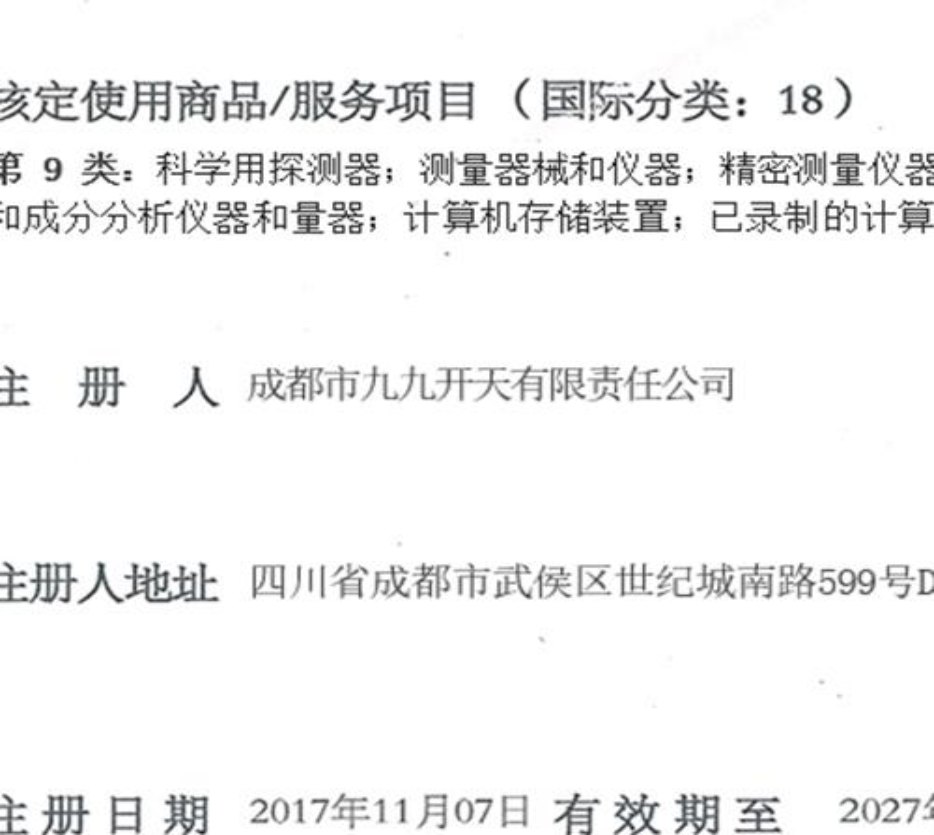 核定使用商品/服务项目（国际分类：18）
第 9 类：科学用探测器；测量器械和仪器；精密测量仪器
和成分分析仪器和量器；计算机存储装置；已录制的计算
主 册 人 成都市九九开天有限责任公司
主册人地址 四川省成都市武侯区世纪城南路599号D
主册日期 2017年11月07日 有效期至 2027年